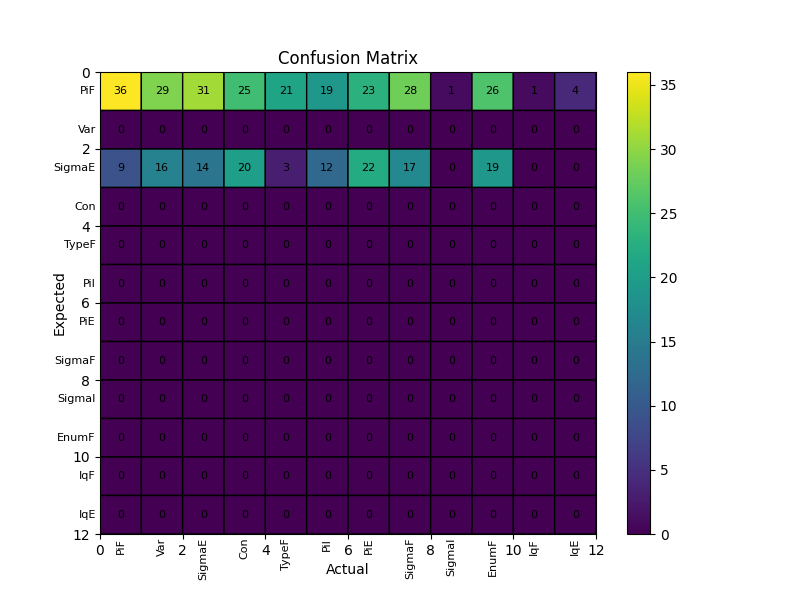 Confusion Matrix
0
PiF 36 29 31 25 21 19 23 28 1 26 1 4
Var 0 0 0 0 0 0 0 0 0 0 0 0
2
SigmaE 9 16 14 20 3 12 22 17 0 19 0 0
Con 0 0 0 0 0 0 0 0 0 0 0 0
4
TypeF 0 0 0 0 0 0 0 0 0 0 0 0
PiI 0 0 0 0 0 0 0 0 0 0 0 0
6
PiE 0 0 0 0 0 0 0 0 0 0 0 0
SigmaF 0 0 0 0 0 0 0 0 0 0 0 0
8
SigmaI 0 0 0 0 0 0 0 0 0 0 0 0
EnumF 0 0 0 0 0 0 0 0 0 0 0 0
10
IqF 0 0 0 0 0 0 0 0 0 0 0 0
IqE 0 0 0 0 0 0 0 0 0 0 0 0
12
Expected
0 2 4 6 8 10 12
PiF Var SigmaE Con TypeF PiI PiE SigmaF SigmaI EnumF IqF IqE
Actual
35
30
25
20
15
10
5
0